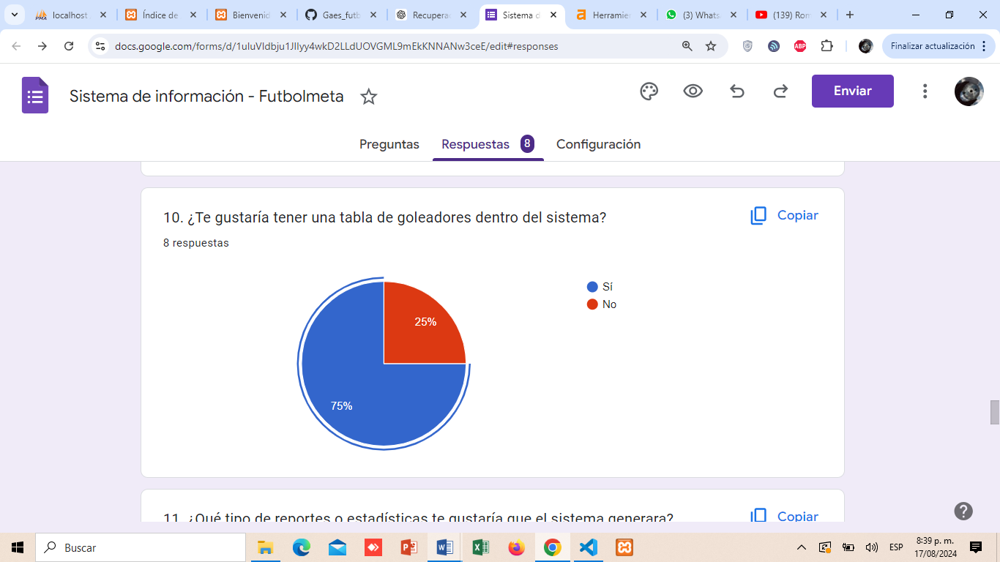 localhost
Índice de
Bienvenid
Gaes_futb
Recupera
Sistema d
Herramie
(3) Whats
(139) Rom
docs.google.com/forms/d/
/edit#responses
ABP
Finalizar actualización
Sistema de información - Futbolmeta
Enviar
Preguntas
Respuestas 8
Configuración
10. ¿Te gustaría tener una tabla de goleadores dentro del sistema?
Copiar
8 respuestas
Sí
No
25%
75%
11. ¿Qué tipo de reportes o estadísticas te gustaría que el sistema generara?
Copiar
Buscar
ESP
8:39 p. m.
17/08/2024